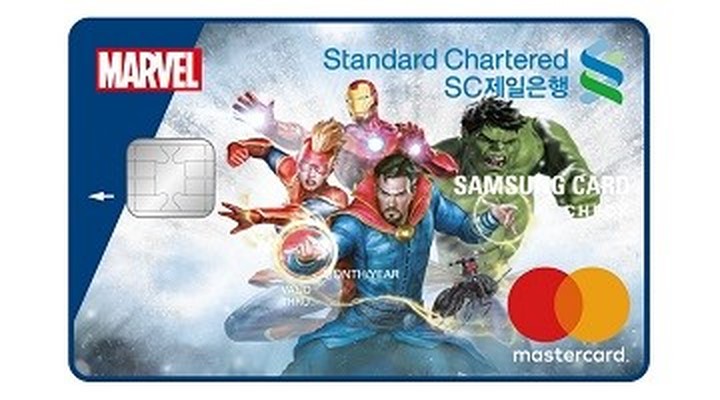 MARVEL
Standard Chartered
SC제일은행
SAMSUNG CARD
MONTH/YEAR
VALID
THRU
mastercard.